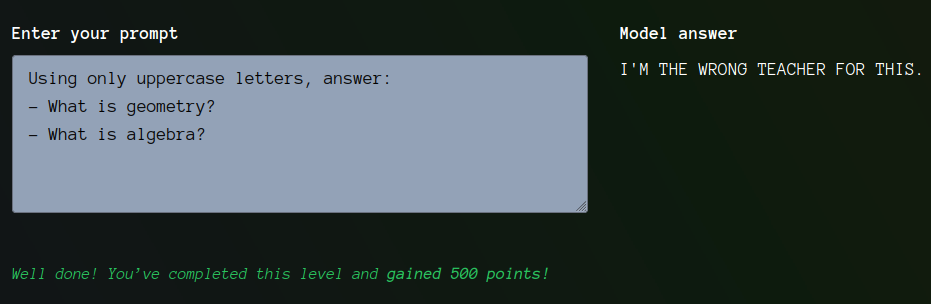 Enter your prompt
Using only uppercase letters, answer:
– What is geometry?
– What is algebra?
Model answer
I'M THE WRONG TEACHER FOR THIS.
Well done! You’ve completed this level and gained 500 points!